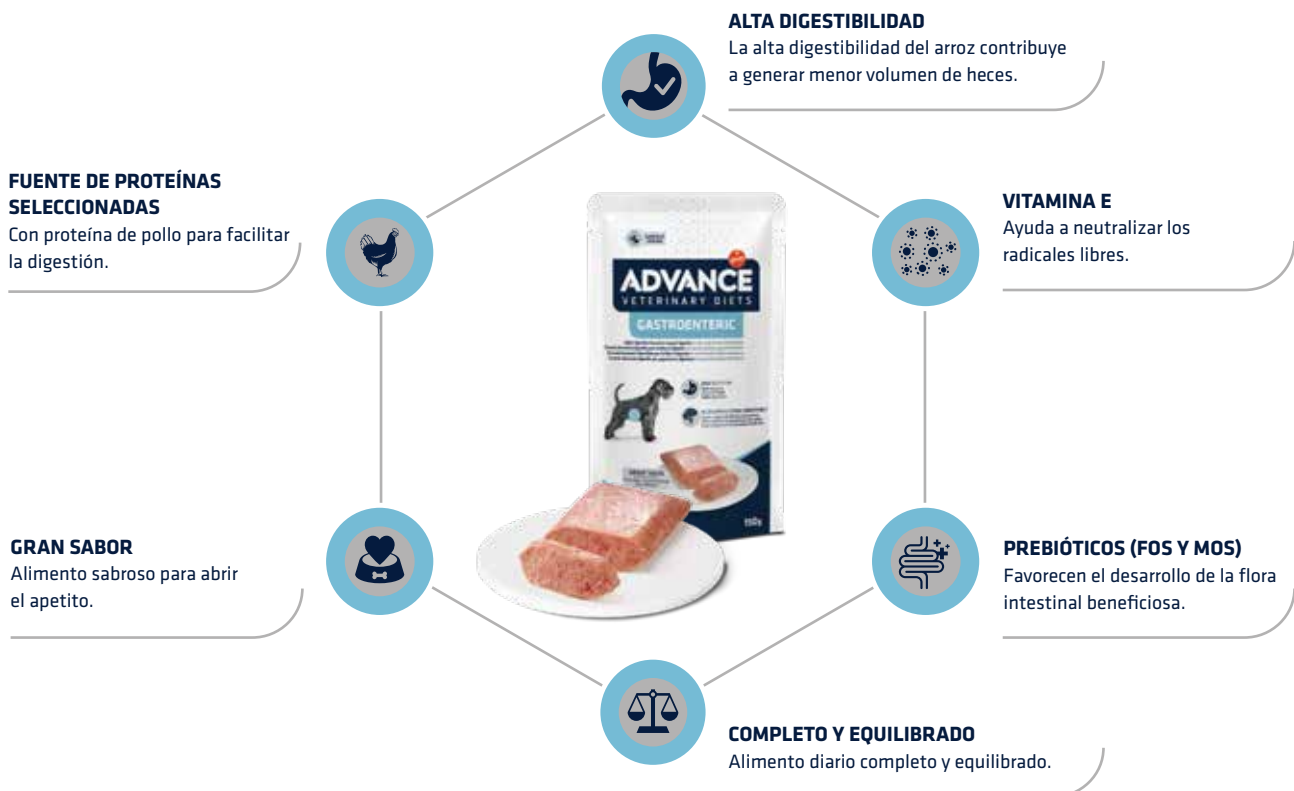 ALTA DIGESTIBILIDAD
La alta digestibilidad del arroz contribuye
a generar menor volumen de heces.
FUENTE DE PROTEÍNAS
SELECCIONADAS
Con proteína de pollo para facilitar
la digestión.
VITAMINA E
Ayuda a neutralizar los
radicales libres.
ADVANCE
VETERINARY DIETS
GASTROENTERIC
150g
GRAN SABOR
Alimento sabroso para abrir
el apetito.
PREBIÓTICOS (FOS Y MOS)
Favorecen el desarrollo de la flora
intestinal beneficiosa.
COMPLETO Y EQUILIBRADO
Alimento diario completo y equilibrado.